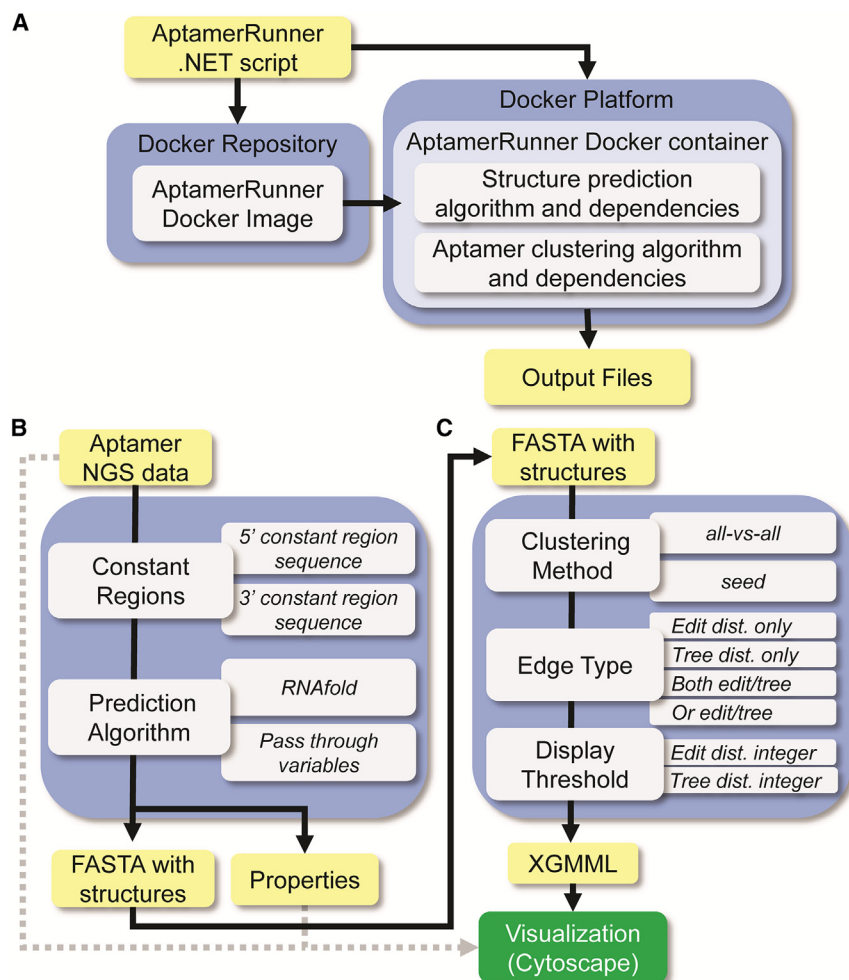 A
AptamerRunner
.NET script
Docker Repository
AptamerRunner
Docker Image
Docker Platform
AptamerRunner Docker container
Structure prediction
algorithm and dependencies
Aptamer clustering algorithm
and dependencies
Output Files
B
Aptamer
NGS data
Constant
Regions
5' constant region
sequence
3' constant region
sequence
Prediction
Algorithm
RNAfold
Pass through
variables
FASTA with
structures
Properties
C
FASTA with
structures
Clustering
Method
all-vs-all
seed
Edge Type
Edit dist. only
Tree dist. only
Both edit/tree
Or edit/tree
Display
Threshold
Edit dist. integer
Tree dist. integer
XGMML
Visualization
(Cytoscape)